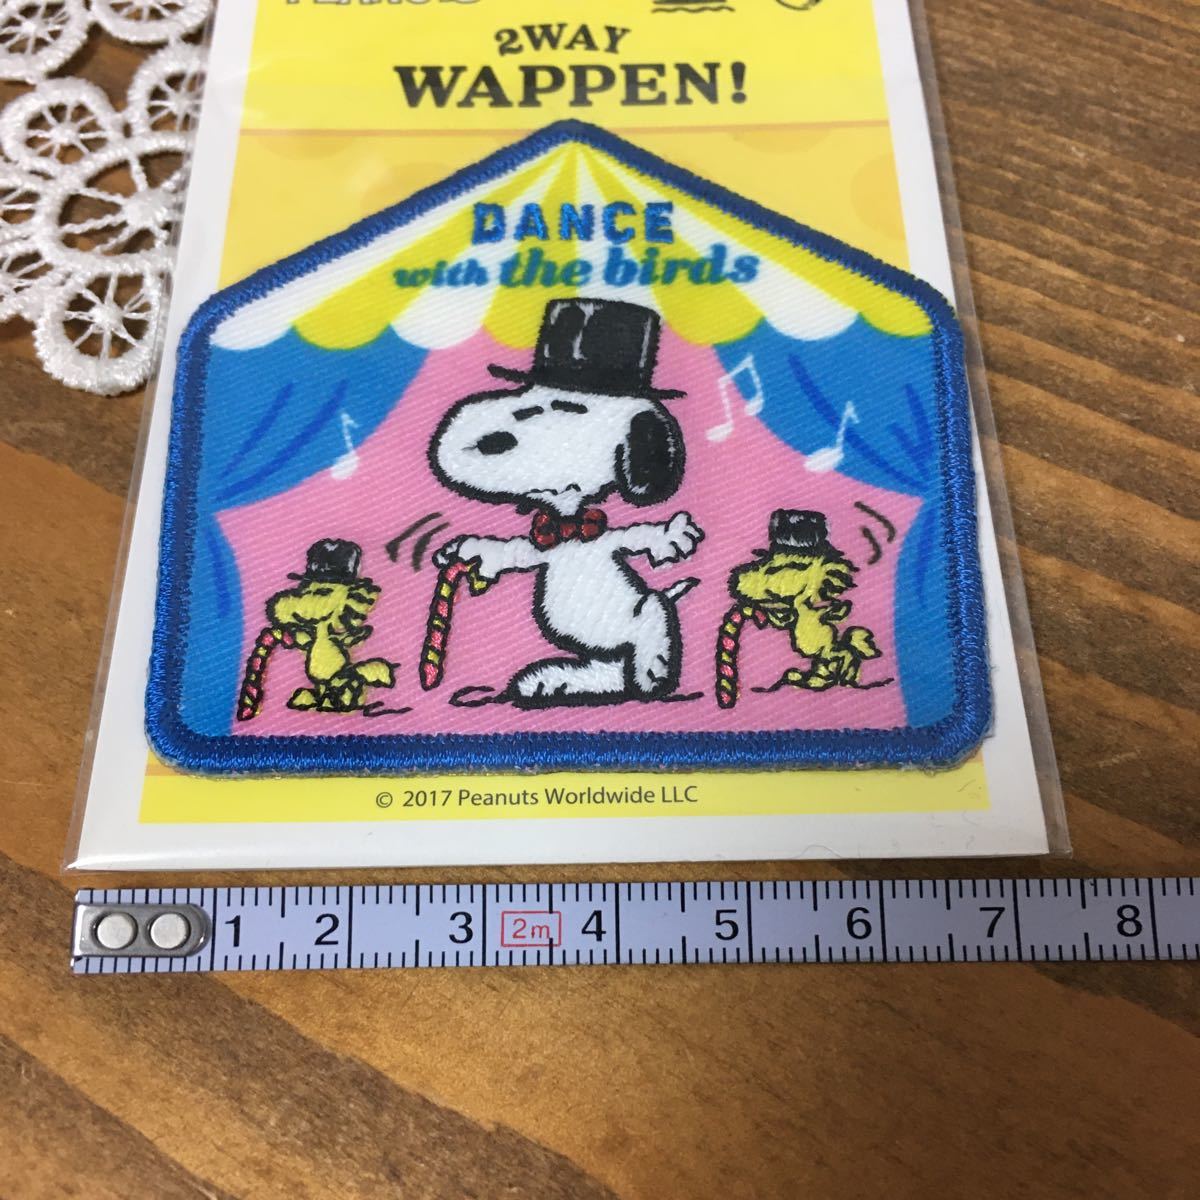 PEANUTS
2WAY
WAPPEN!
DANCE
with the birds
© 2017 Peanuts Worldwide LLC
1 2 3 2m 4 5 6 7 8